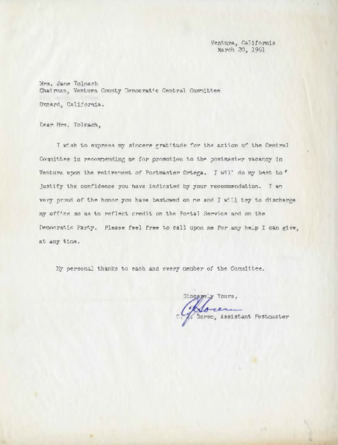 Ventura, California
March 20, 1961
Mrs. Jane Tolmach
Chairman, Ventura County Democratic Central Committee
Oxnard, California.
Dear Mrs. Tolmach,
I wish to express my sincere gratitude for the action of the Central
Committee in recommending me for promotion to the postmaster vacancy in
Ventura upon the retirement of Postmaster Ortega. I will do my best to
justify the confidence you have indicated by your recommendation. I am
very proud of the honor you have bestowed on me and I will try to discharge
my office so as to reflect credit on the Postal Service and on the
Democratic Party. Please feel free to call upon me for any help I can give,
at any time.
My personal thanks to each and every member of the Committee.
Sincerely Yours,
Soren, Assistant Postmaster